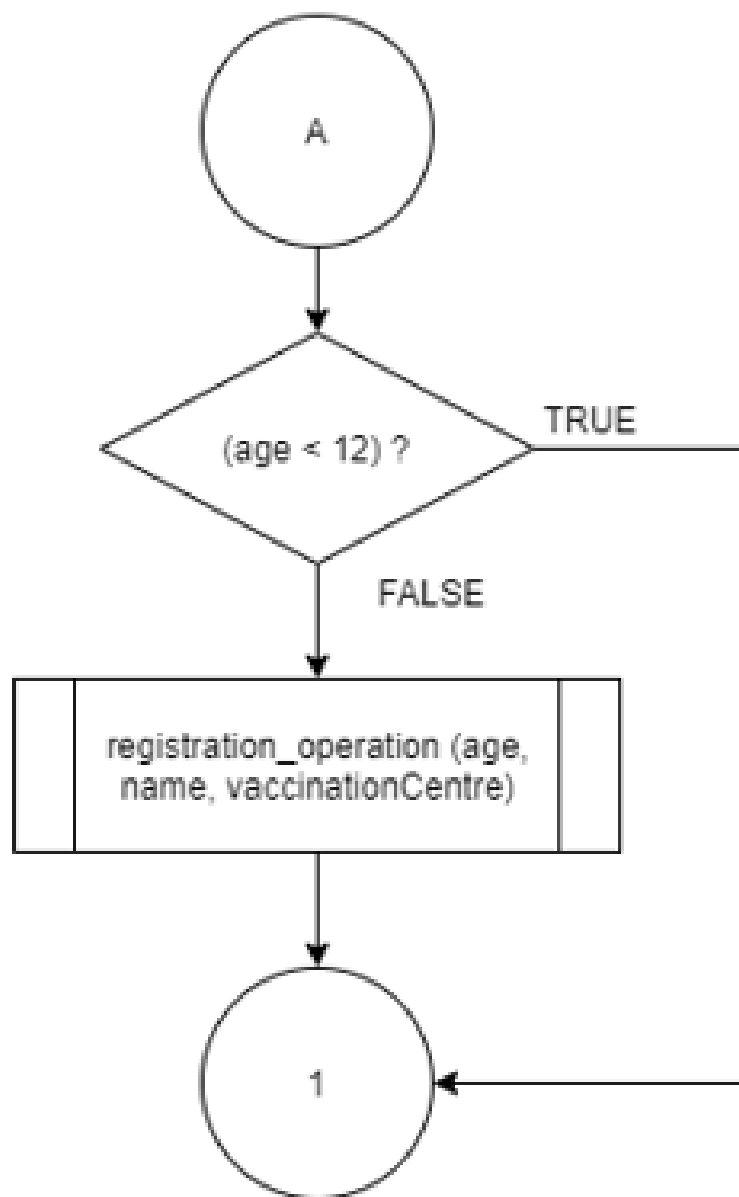 A
(age < 12) ?
TRUE
FALSE
registration_operation (age,
name, vaccinationCentre)
1